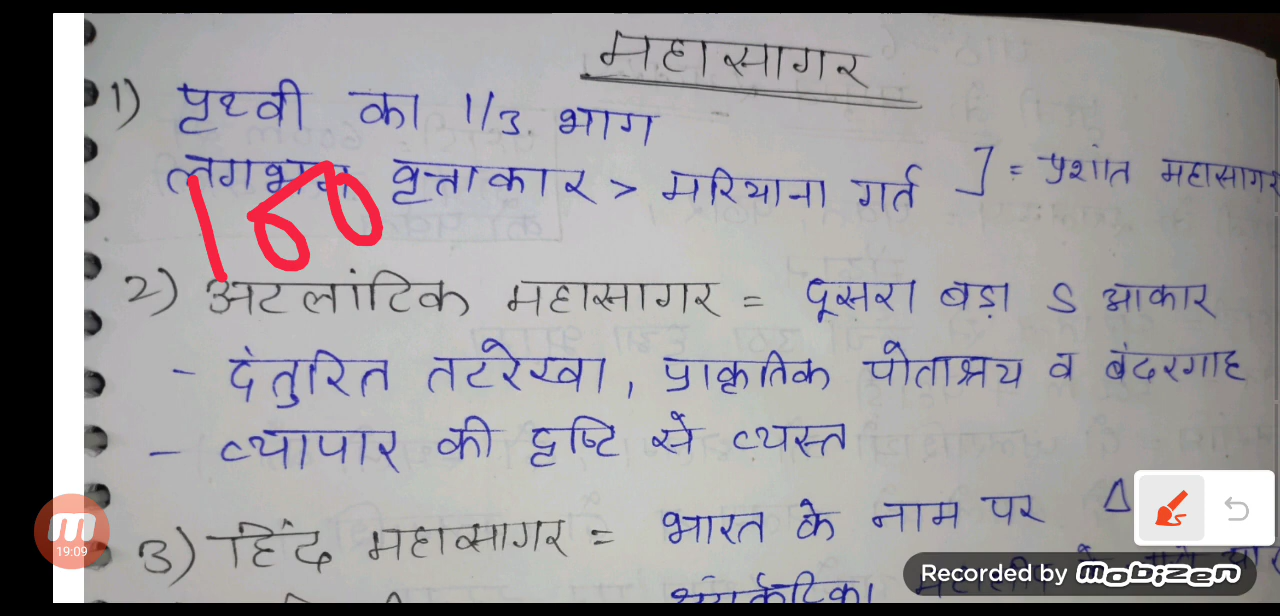 महासागर
1) पृथ्वी का 1/3. भाग
लगभग वृत्ताकार > मरियाना गर्त ] = प्रशांत महासागर
2) अटलांटिक महासागर = दूसरा बड़ा S आकार
- दंतुरित तटरेखा, प्राकृतिक पोताश्रय व बंदरगाह
- व्यापार की दृष्टि से व्यस्त
3) हिंद महासागर = भारत के नाम पर Δ
19:09
Recorded by mobizen